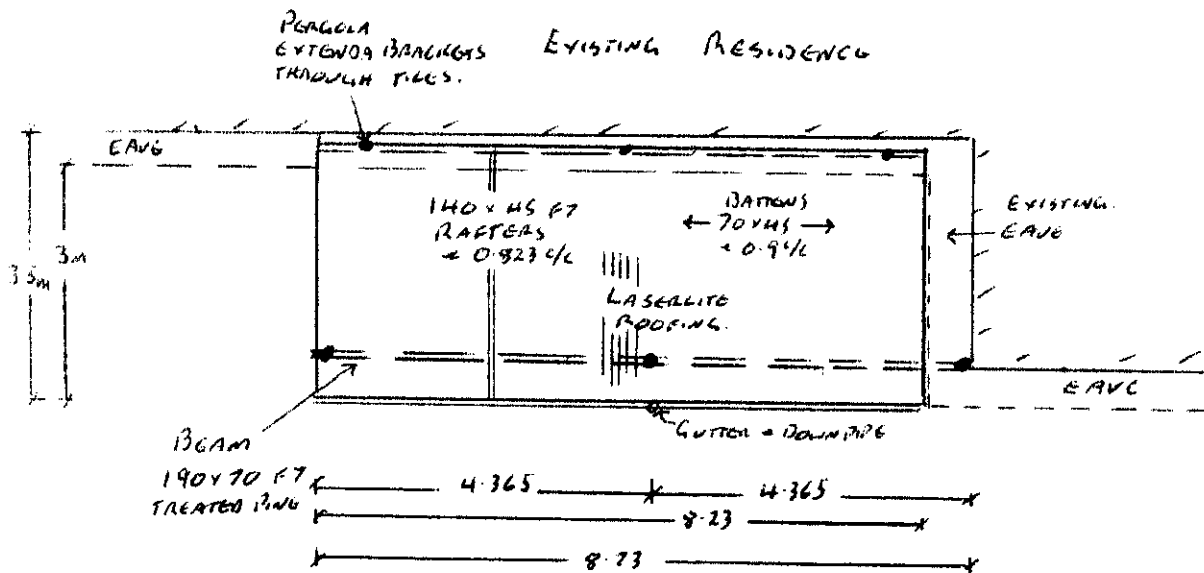 PERGOLA
EXTENDA BRACKETS
THROUGH TILES.
EXISTING RESIDENCE
EAVE
140 x 45 F7
RAFTERS
0.823 c/c
BATTONS
70 x 45
0.9 c/c
EXISTING
EAVE
3.5m
3m
LASERLITE
ROOFING.
EAVE
GUTTER + DOWNPIPE
BEAM
190 x 70 F7
TREATED PINE
4.365
4.365
8.23
8.73